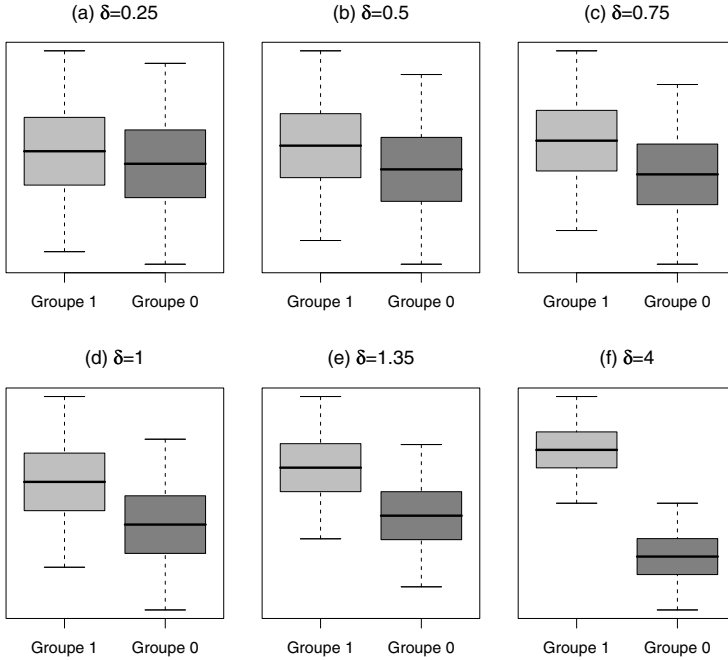 (a) δ=0.25
(b) δ=0.5
(c) δ=0.75
Groupe 1 Groupe 0
Groupe 1 Groupe 0
Groupe 1 Groupe 0
(d) δ=1
(e) δ=1.35
(f) δ=4
Groupe 1 Groupe 0
Groupe 1 Groupe 0
Groupe 1 Groupe 0